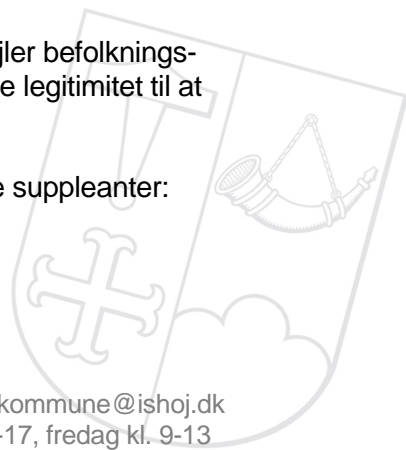 jler befolknings-
e legitimitet til at
e suppleanter:
kommune@ishoj.dk
-17, fredag kl. 9-13